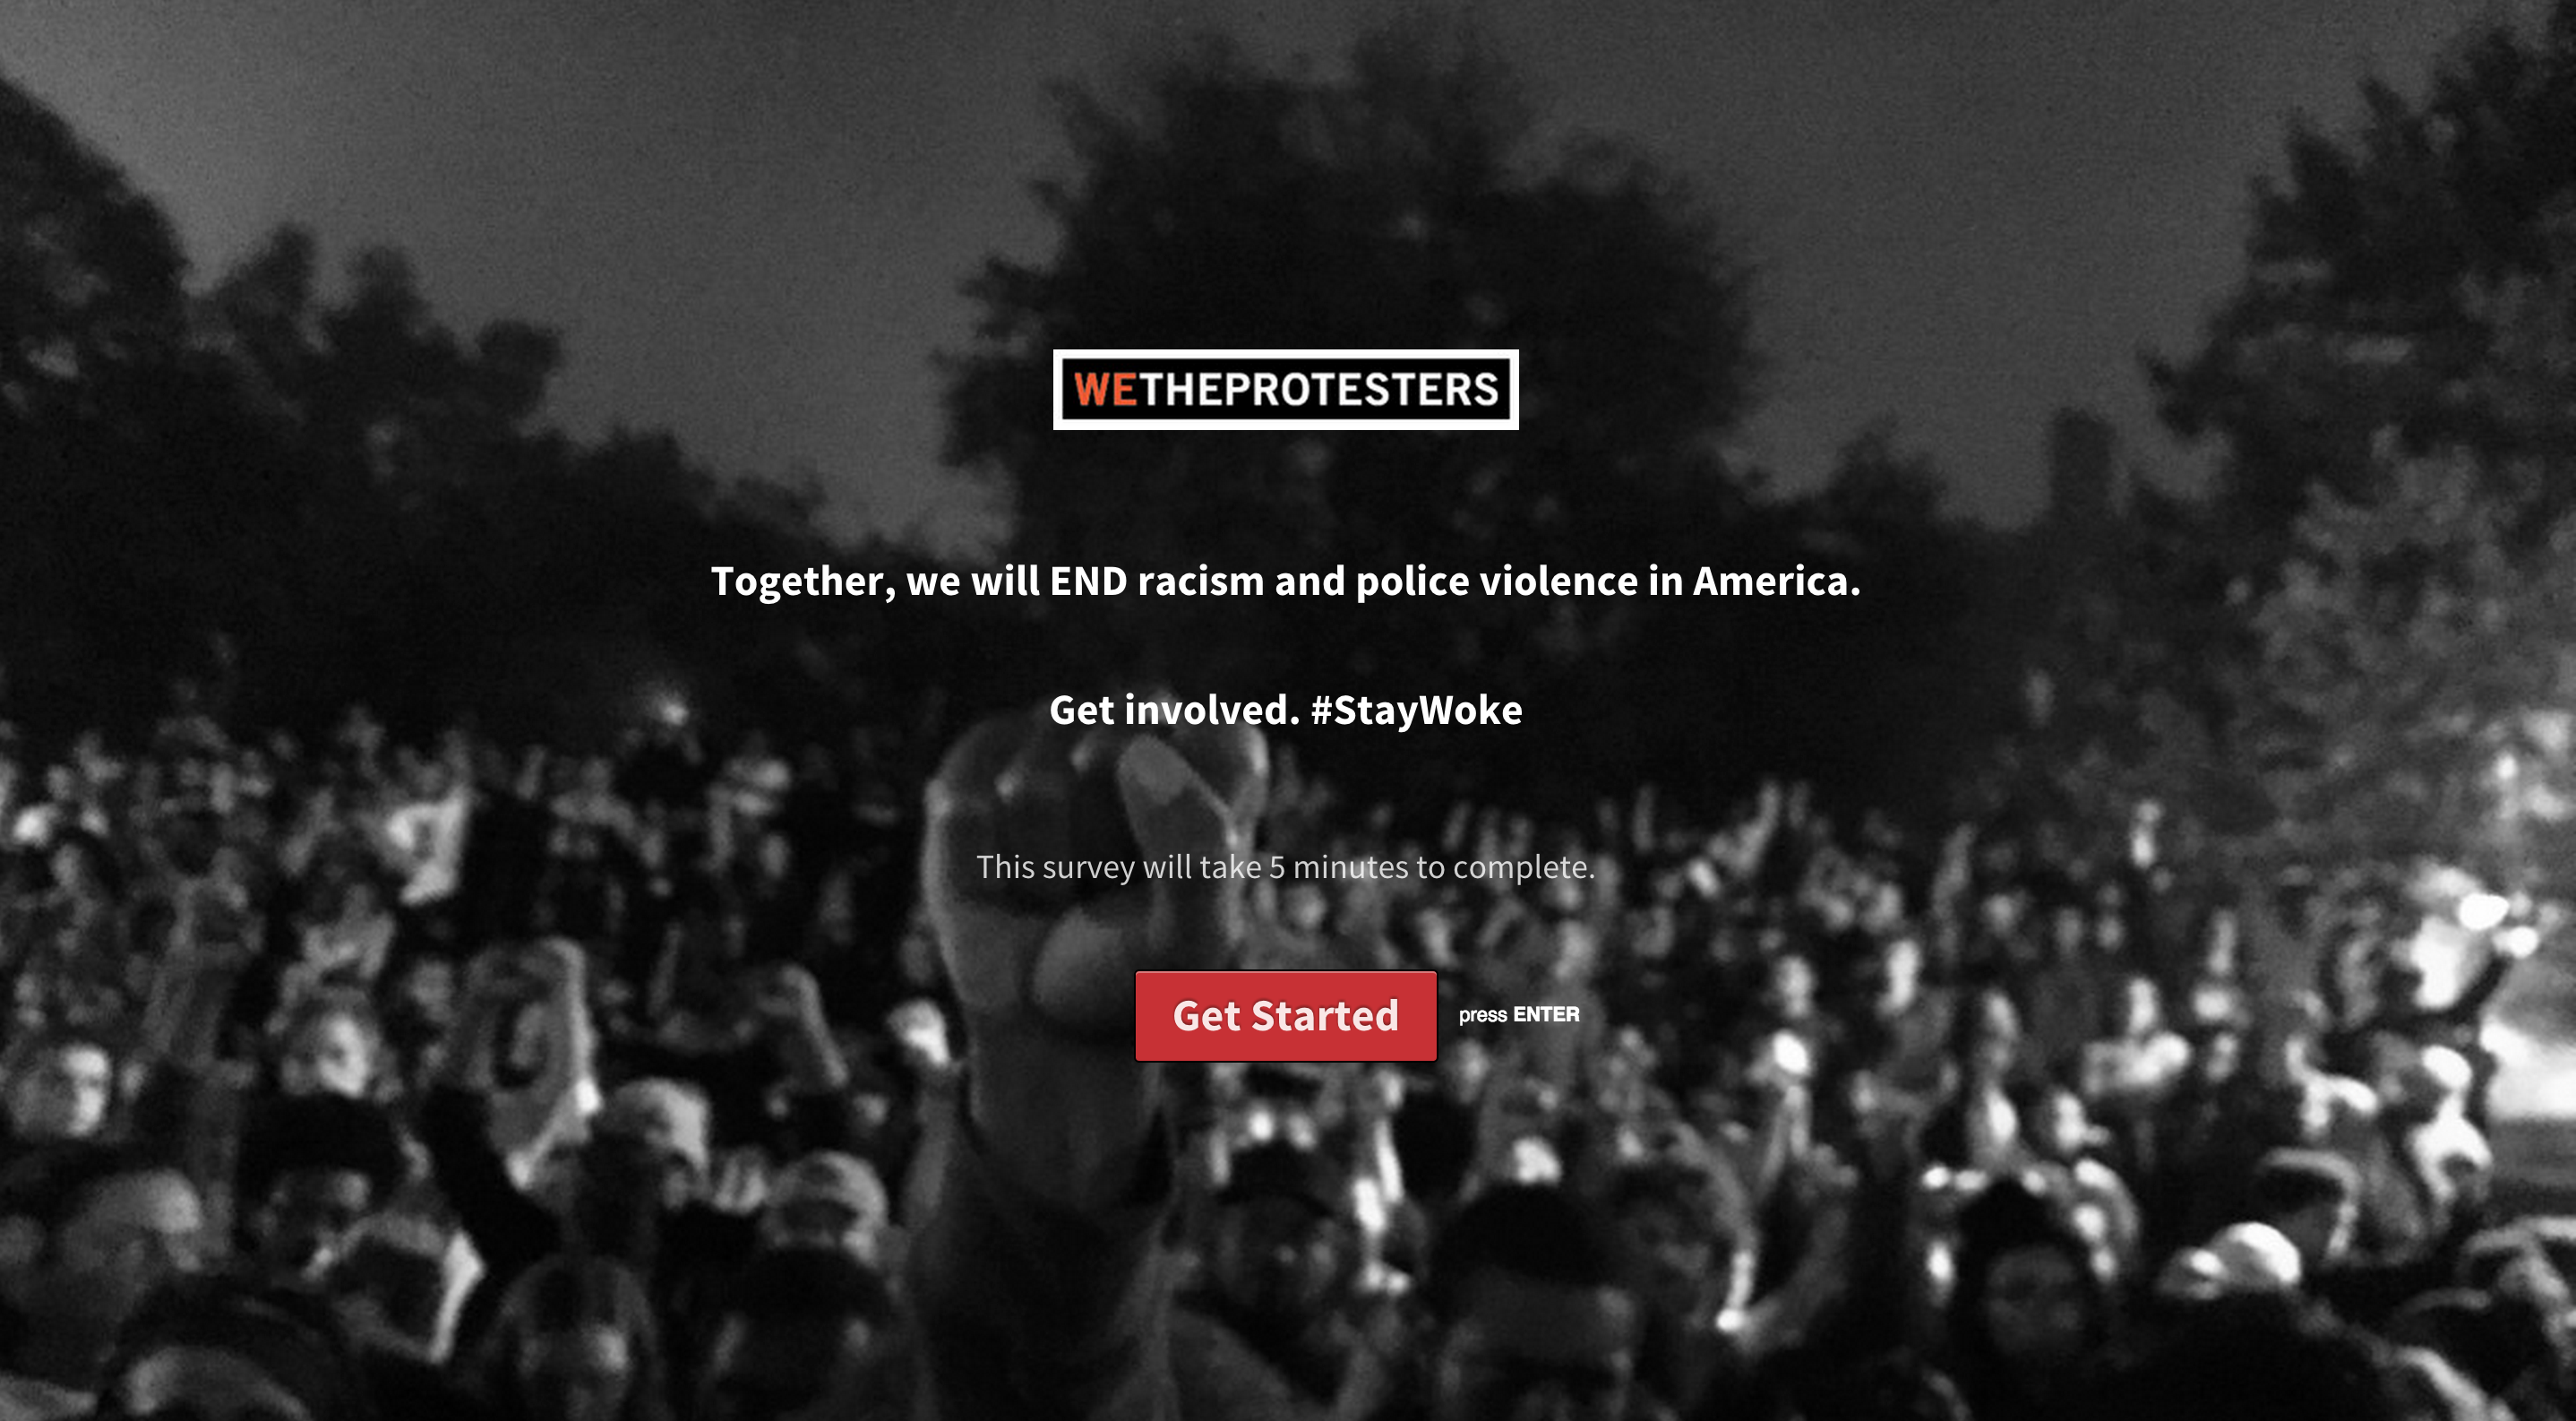 WETHEPROTESTERS
Together, we will END racism and police violence in America.
Get involved. #StayWoke
This survey will take 5 minutes to complete.
Get Started press ENTER